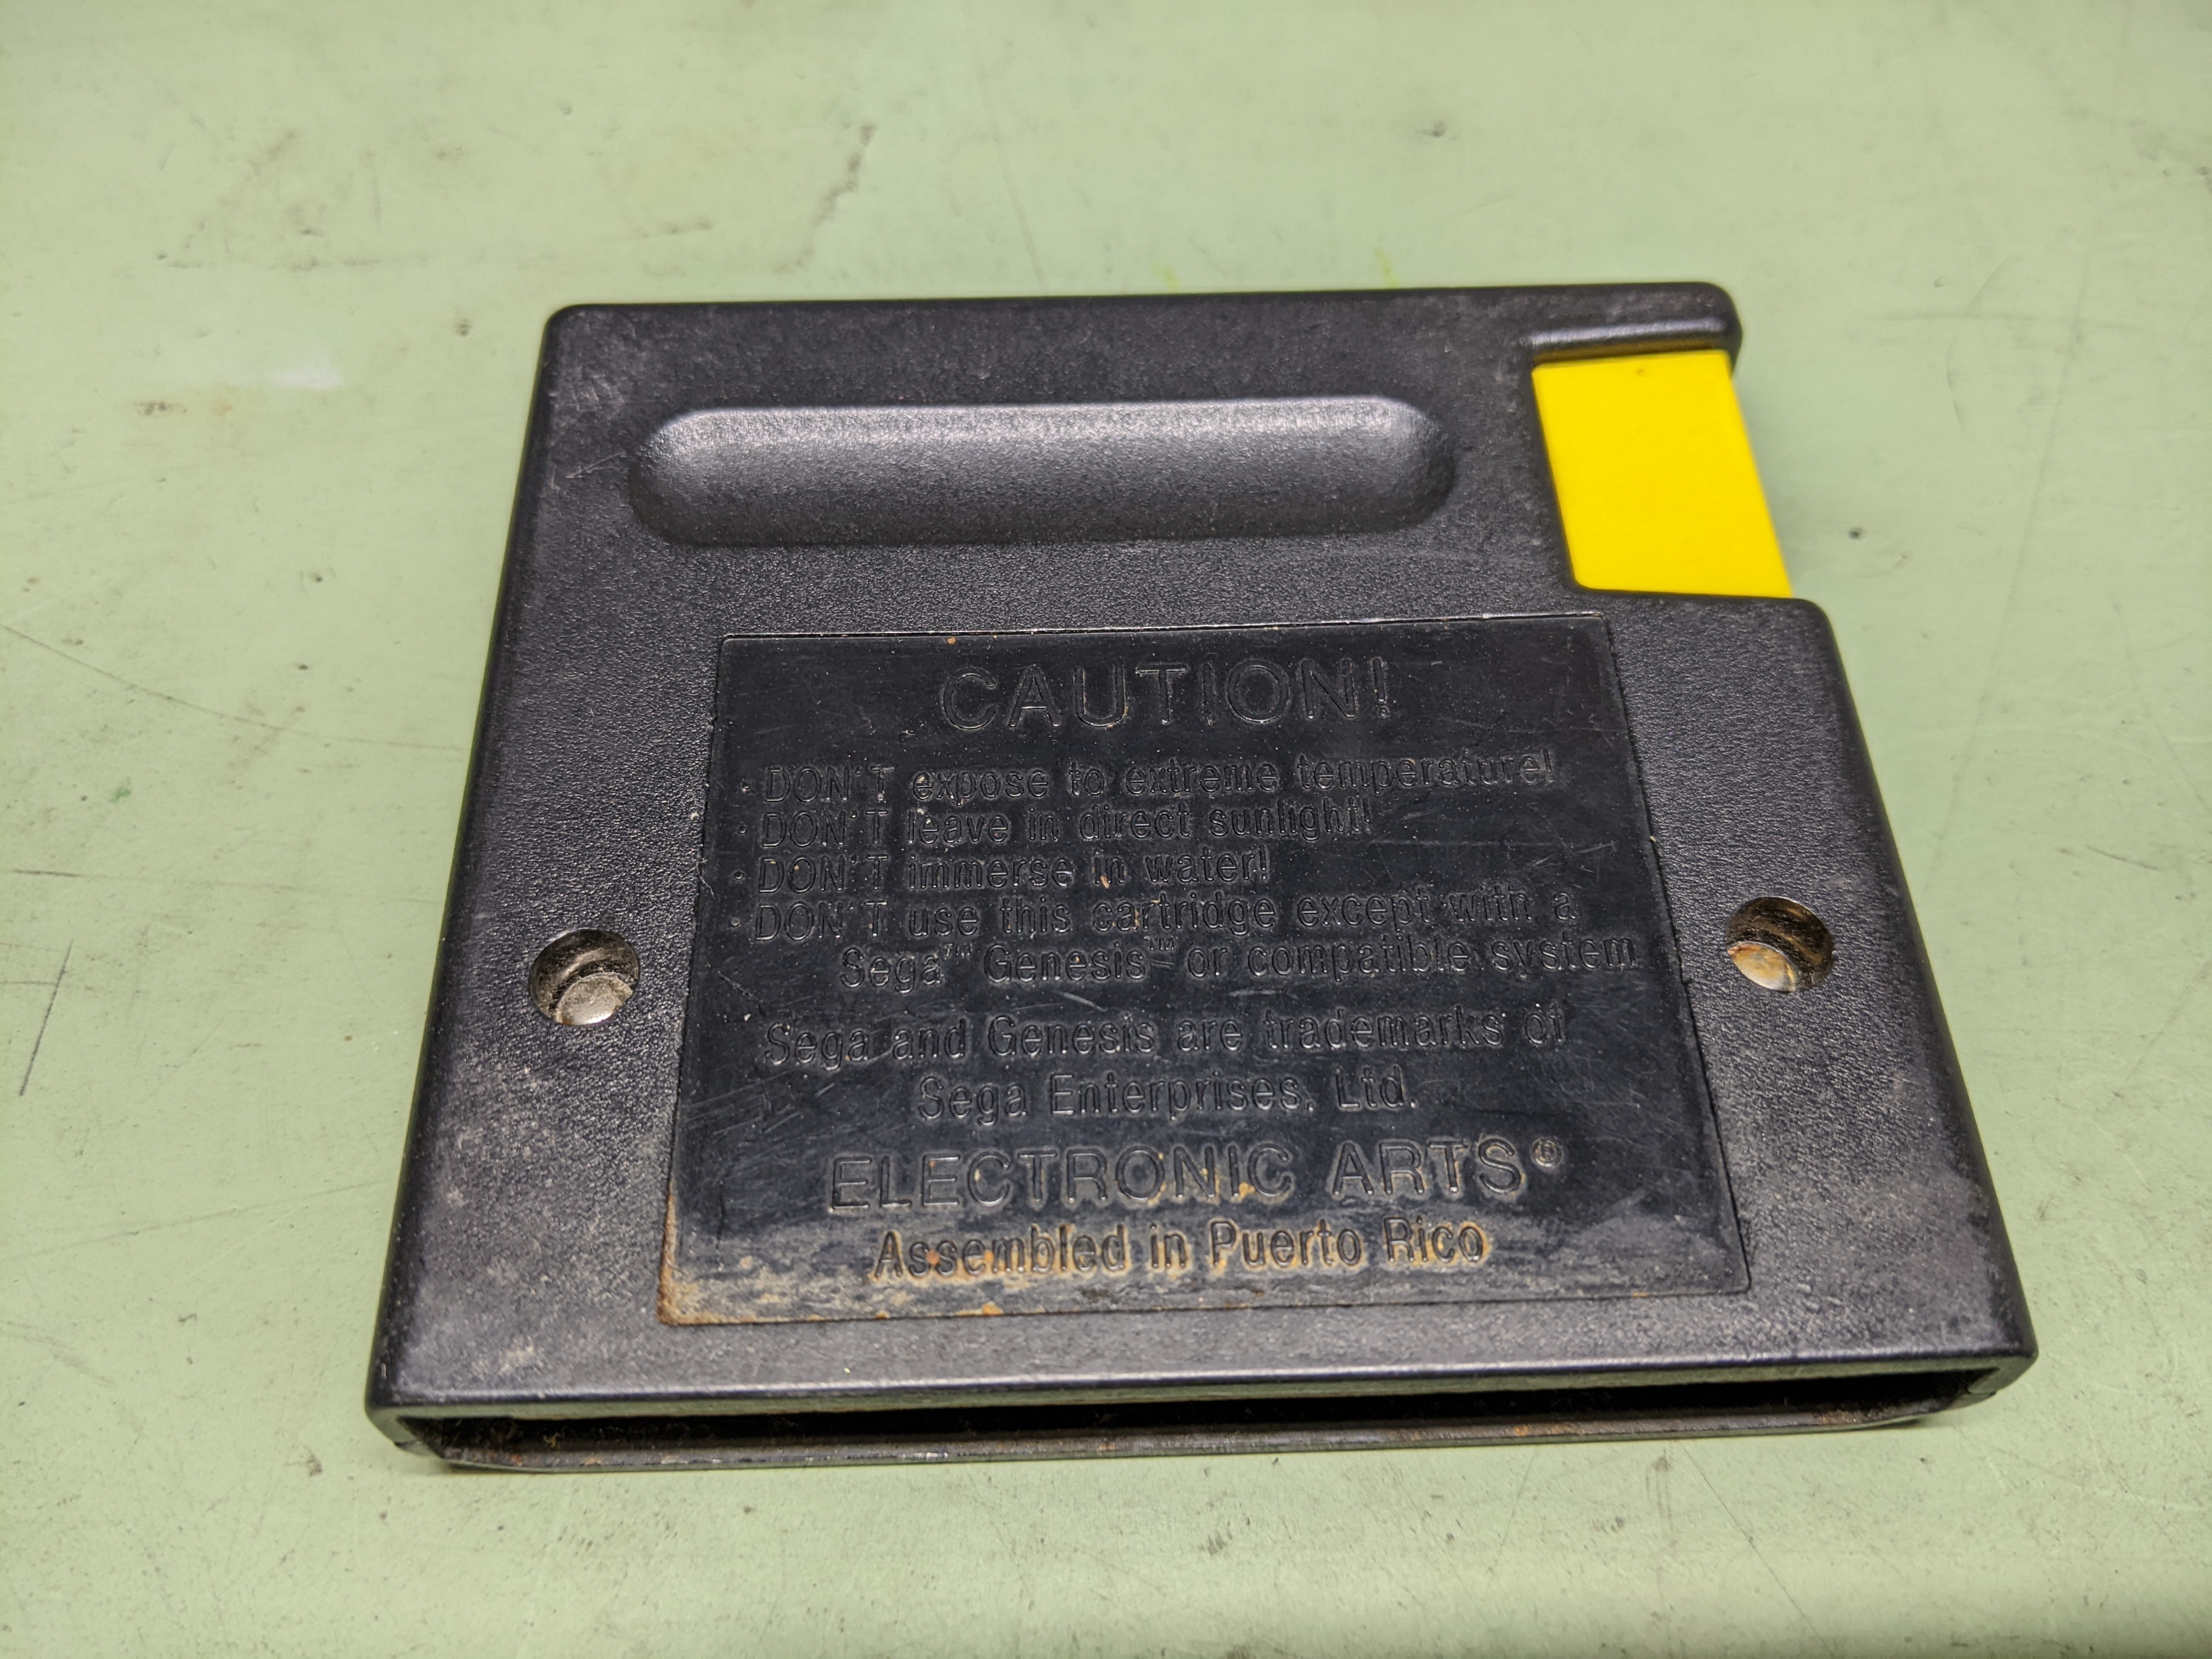 CAUTION!
· DON'T expose to extreme temperature!
· DON'T leave in direct sunlight!
· DON'T immerse in water!
· DON'T use this cartridge except with a
Sega™ Genesis™ or compatible system
Sega and Genesis are trademarks of
Sega Enterprises, Ltd.
ELECTRONIC ARTS®
Assembled in Puerto Rico